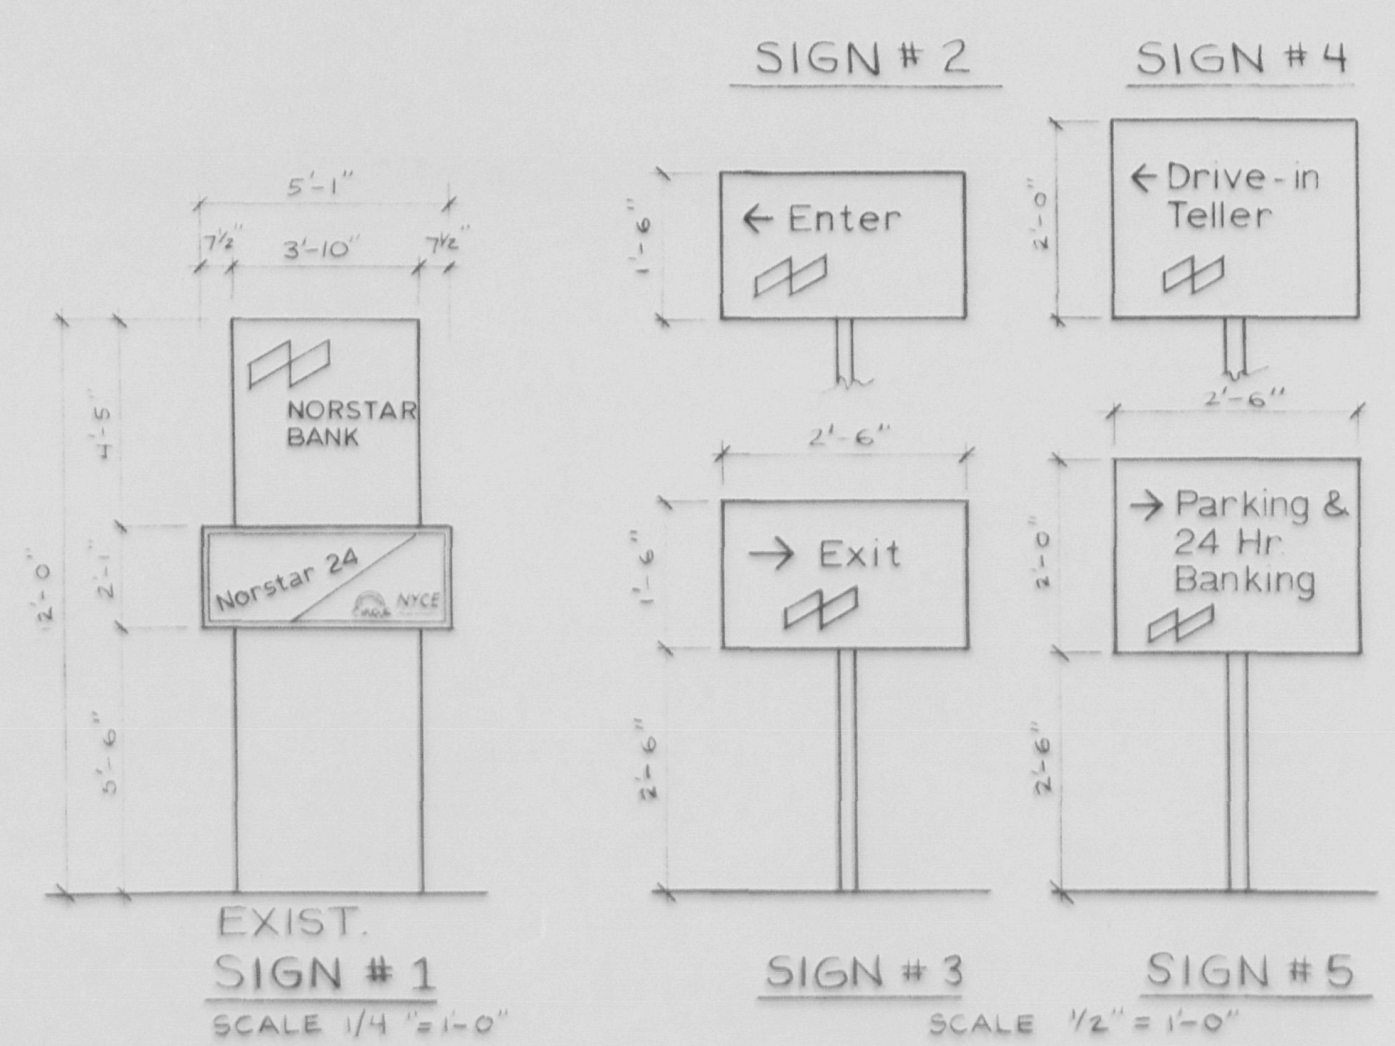 SIGN # 2
SIGN # 4
5'-1"
7½"
3'-10"
7½"
12'-0"
4'-5"
2'-1"
5'-6"
NORSTAR
BANK
Norstar 24
NYCE
EXIST.
SIGN # 1
SCALE 1/4 "= 1'-0"
1'-6"
← Enter
2'-6"
1'-6"
→ Exit
2'-6"
SIGN # 3
2'-0"
← Drive-in
Teller
2'-6"
2'-0"
→ Parking &
24 Hr
Banking
2'-6"
SIGN # 5
SCALE 1/2" = 1'-0"